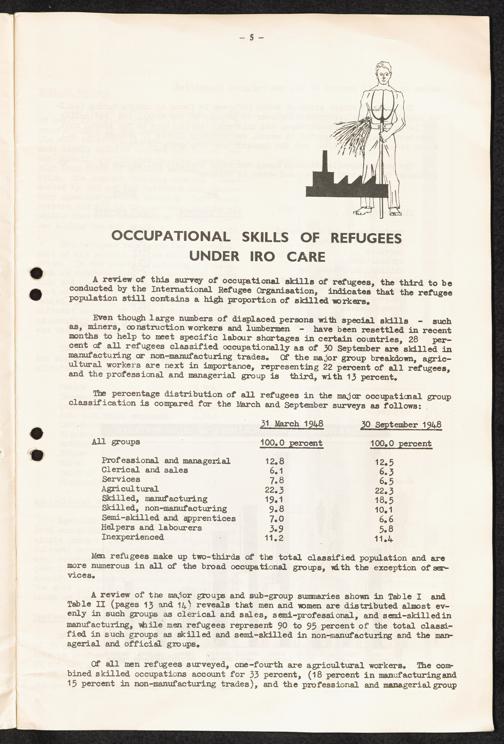 - 5 -
OCCUPATIONAL SKILLS OF REFUGEES
UNDER IRO CARE
A review of this survey of occupational skills of refugees, the third to be
conducted by the International Refugee Organisation, indicates that the refugee
population still contains a high proportion of skilled workers.
Even though large numbers of displaced persons with special skills - such
as, miners, construction workers and lumbermen - have been resettled in recent
months to help to meet specific labour shortages in certain countries, 28 per-
cent of all refugees classified occupationally as of 30 September are skilled in
manufacturing or non-manufacturing trades. Of the major group breakdown, agric-
ultural workers are next in importance, representing 22 percent of all refugees,
and the professional and managerial group is third, with 13 percent.
The percentage distribution of all refugees in the major occupational group
classification is compared for the March and September surveys as follows:
31 March 1948 30 September 1948
All groups 100.0 percent 100.0 percent
Professional and managerial 12.8 12.5
Clerical and sales 6.1 6.3
Services 7.8 6.5
Agricultural 22.3 22.3
Skilled, manufacturing 19.1 18.5
Skilled, non-manufacturing 9.8 10.1
Semi-skilled and apprentices 7.0 6.6
Helpers and labourers 3.9 5.8
Inexperienced 11.2 11.4
Men refugees make up two-thirds of the total classified population and are
more numerous in all of the broad occupational groups, with the exception of ser-
vices.
A review of the major groups and sub-group summaries shown in Table I and
Table II (pages 13 and 14) reveals that men and women are distributed almost ev-
enly in such groups as clerical and sales, semi-professional, and semi-skilled in
manufacturing, while men refugees represent 90 to 95 percent of the total classi-
fied in such groups as skilled and semi-skilled in non-manufacturing and the man-
agerial and official groups.
Of all men refugees surveyed, one-fourth are agricultural workers. The com-
bined skilled occupations account for 33 percent, (18 percent in manufacturing and
15 percent in non-manufacturing trades), and the professional and managerial group